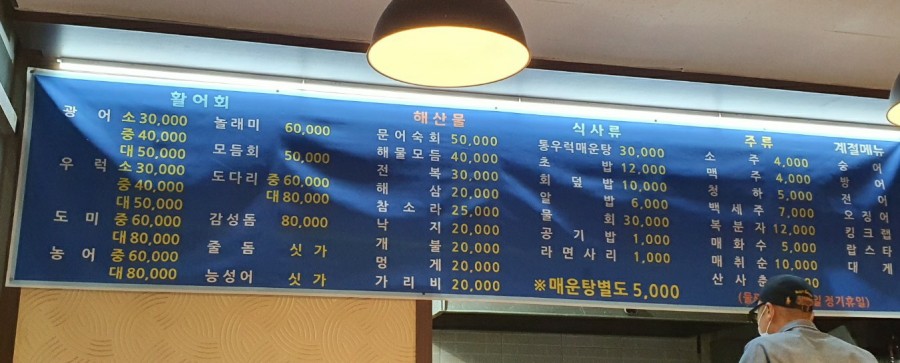 활어회
광 어 소 30,000
중 40,000
대 50,000
우 럭 소 30,000
중 40,000
대 50,000
도 미 중 60,000
대 80,000
농 어 중 60,000
대 80,000
놀래미 60,000
모듬회 50,000
도다리 중 60,000
대 80,000
감성돔 80,000
줄 돔 싯 가
능성어 싯 가
해산물
문어숙회 50,000
해물모듬 40,000
전 복 30,000
해 삼 20,000
참 소 라 25,000
낙 지 20,000
개 불 20,000
멍 게 20,000
가 리 비 20,000
식사류
통우럭매운탕 30,000
초 밥 12,000
회 덮 밥 10,000
알 밥 6,000
물 회 30,000
공 기 밥 1,000
라 면 사 리 1,000
※매운탕별도 5,000
주류
소 주 4,000
맥 주 4,000
청 하 5,000
백 세 주 7,000
복 분 자 12,000
매 화 수 5,000
매 취 순 10,000
산 사 춘
계절메뉴
숭 어
방 어
전 어
오 징 어
킹 크 랩
랍 스 타
대 게
정기휴일)